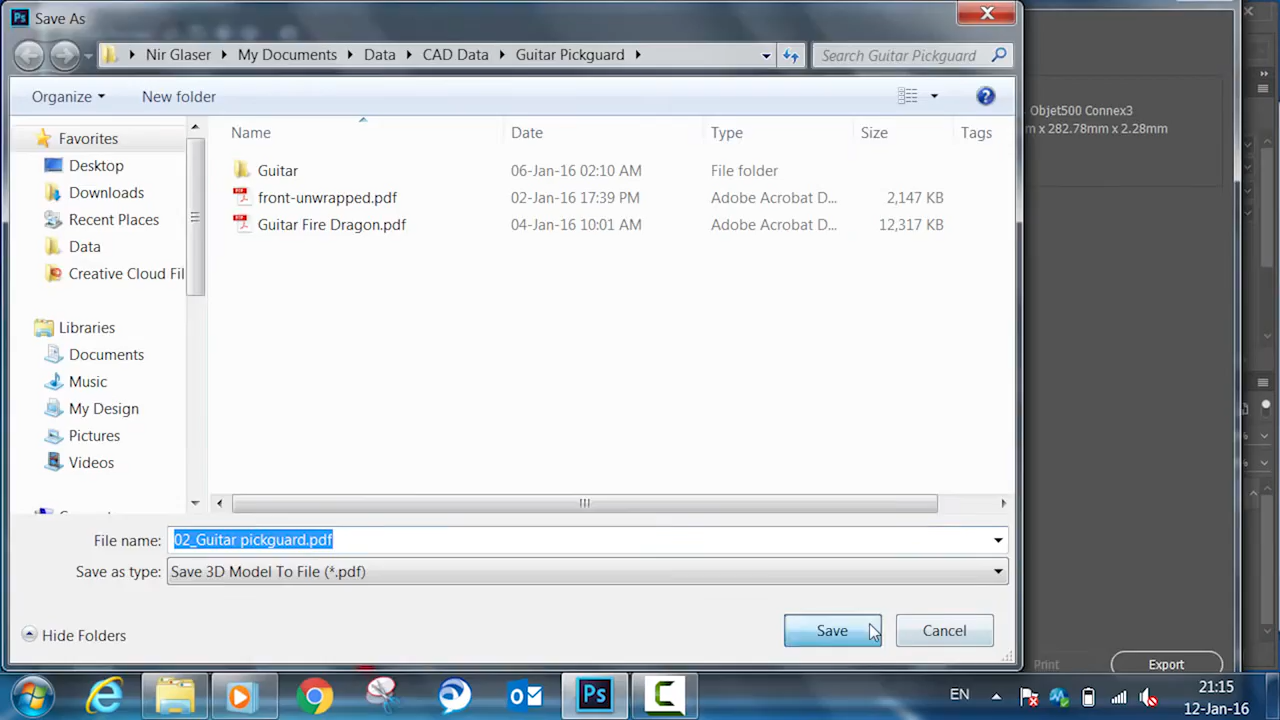 Ps Save As
Nir Glaser My Documents Data CAD Data Guitar Pickguard Search Guitar Pickguard
Organize New folder
Name Date Type Size Tags
Favorites
Desktop
Downloads
Recent Places
Data
Creative Cloud Fil
Libraries
Documents
Music
My Design
Pictures
Videos
Guitar 06-Jan-16 02:10 AM File folder
front-unwrapped.pdf 02-Jan-16 17:39 PM Adobe Acrobat D... 2,147 KB
Guitar Fire Dragon.pdf 04-Jan-16 10:01 AM Adobe Acrobat D... 12,317 KB
Objet500 Connex3
m x 282.78mm x 2.28mm
File name: 02_Guitar pickguard.pdf
Save as type: Save 3D Model To File (*.pdf)
Hide Folders Save Cancel
Print Export
Ps EN 21:15
12-Jan-16